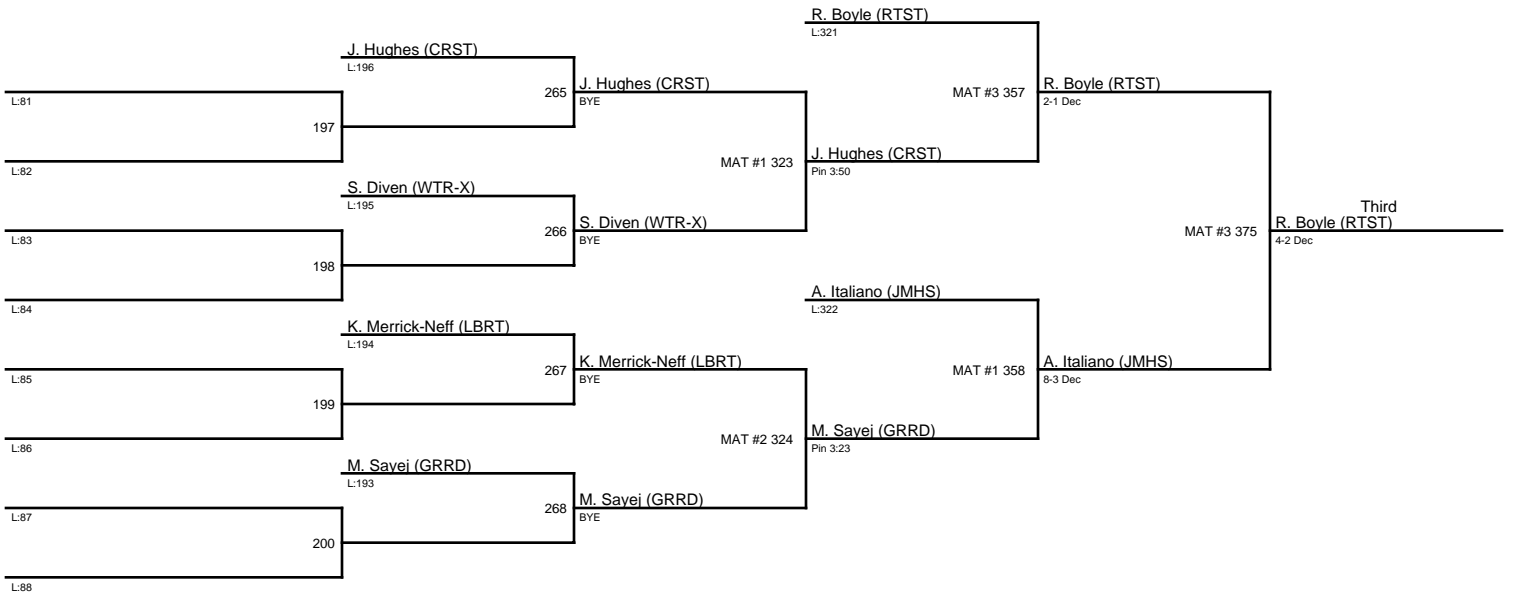 R. Boyle (RTST)
L:321
J. Hughes (CRST)
L:196
265
J. Hughes (CRST)
BYE
MAT #3 357
R. Boyle (RTST)
2-1 Dec
L:81
197
L:82
MAT #1 323
J. Hughes (CRST)
Pin 3:50
S. Diven (WTR-X)
L:195
266
S. Diven (WTR-X)
BYE
L:83
198
L:84
MAT #3 375
Third
R. Boyle (RTST)
4-2 Dec
A. Italiano (JMHS)
L:322
K. Merrick-Neff (LBRT)
L:194
267
K. Merrick-Neff (LBRT)
BYE
MAT #1 358
A. Italiano (JMHS)
8-3 Dec
L:85
199
L:86
MAT #2 324
M. Sayej (GRRD)
Pin 3:23
M. Sayej (GRRD)
L:193
268
M. Sayej (GRRD)
BYE
L:87
200
L:88